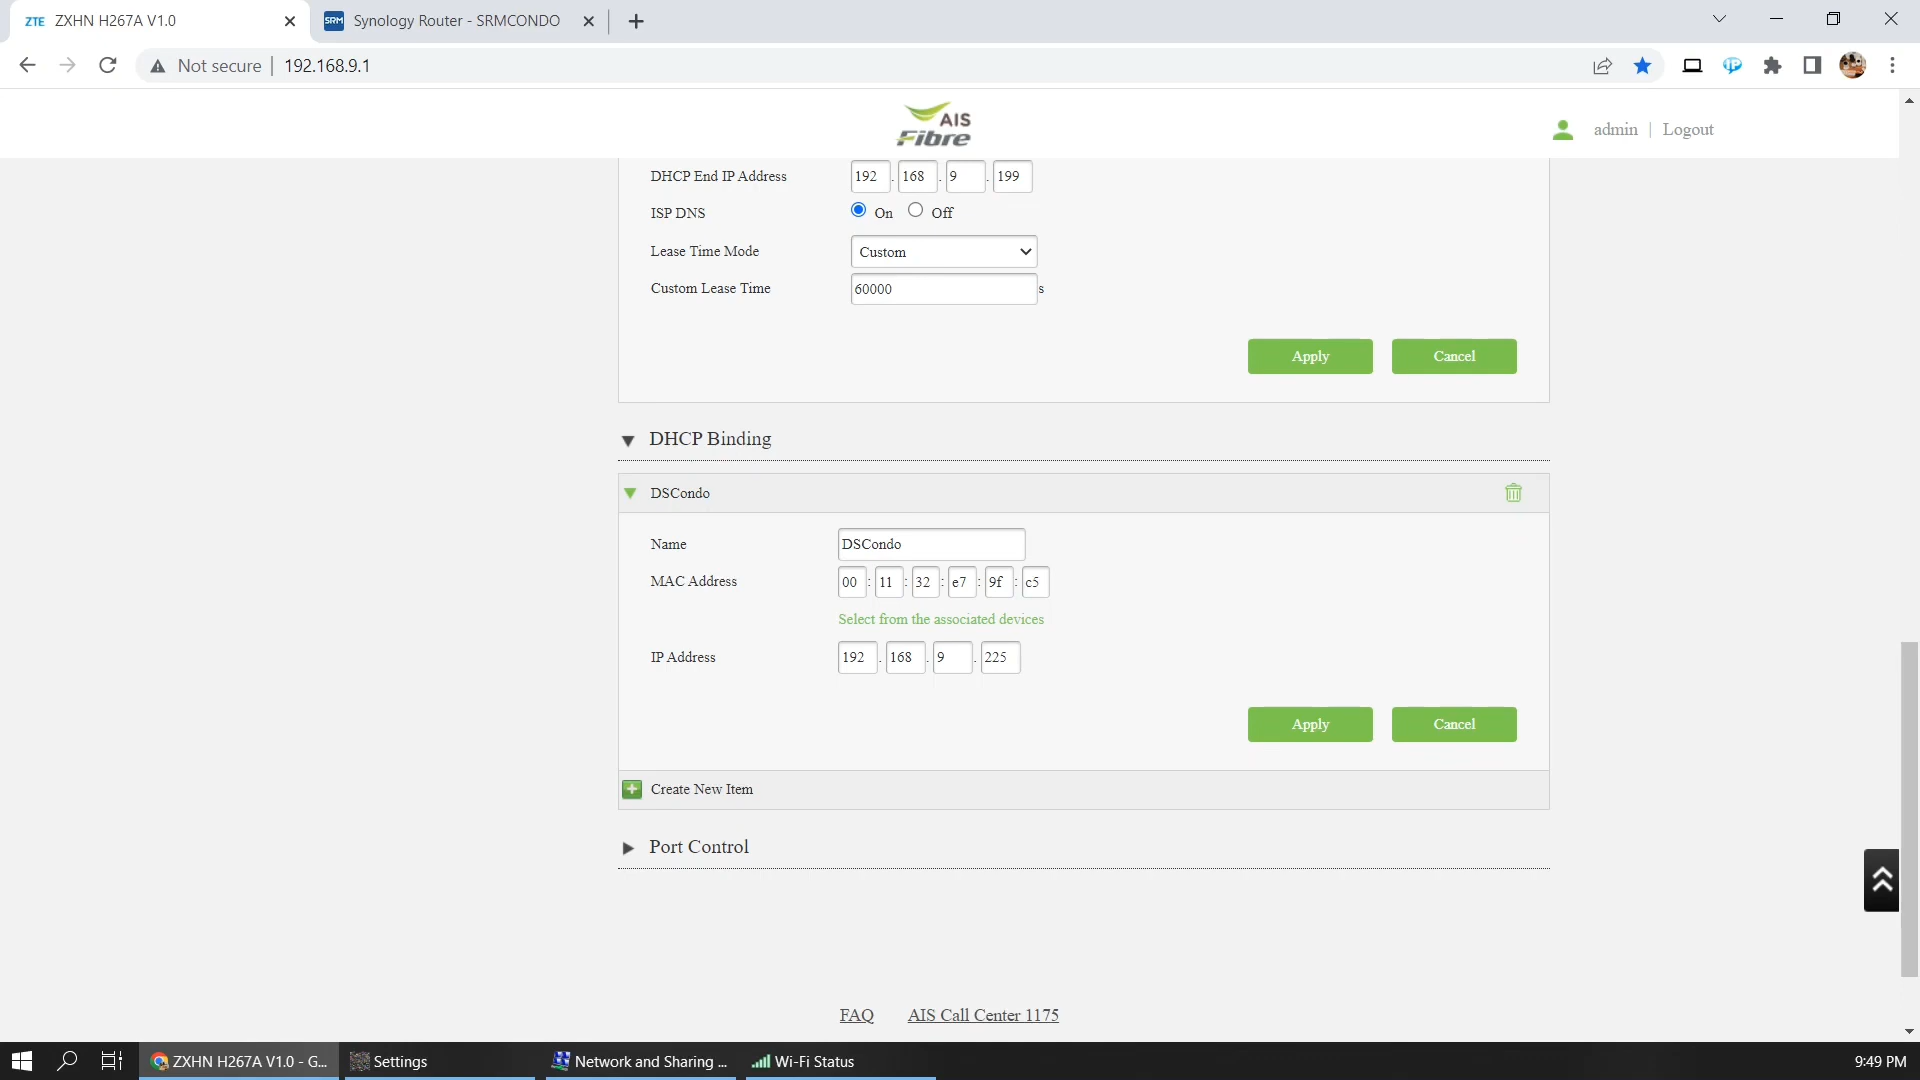 ZTE ZXHN H267A V1.0
SRM Synology Router - SRMCONDO
Not secure 192.168.9.1
IP
AIS
Fibre
admin | Logout
DHCP End IP Address 192 . 168 . 9 . 199
ISP DNS On Off
Lease Time Mode Custom
Custom Lease Time 60000 s
Apply Cancel
DHCP Binding
DSCondo
Name DSCondo
MAC Address 00 : 11 : 32 : e7 : 9f : c5
Select from the associated devices
IP Address 192 . 168 . 9 . 225
Apply Cancel
Create New Item
Port Control
FAQ AIS Call Center 1175
ZXHN H267A V1.0 - G... Settings Network and Sharing ... Wi-Fi Status 9:49 PM